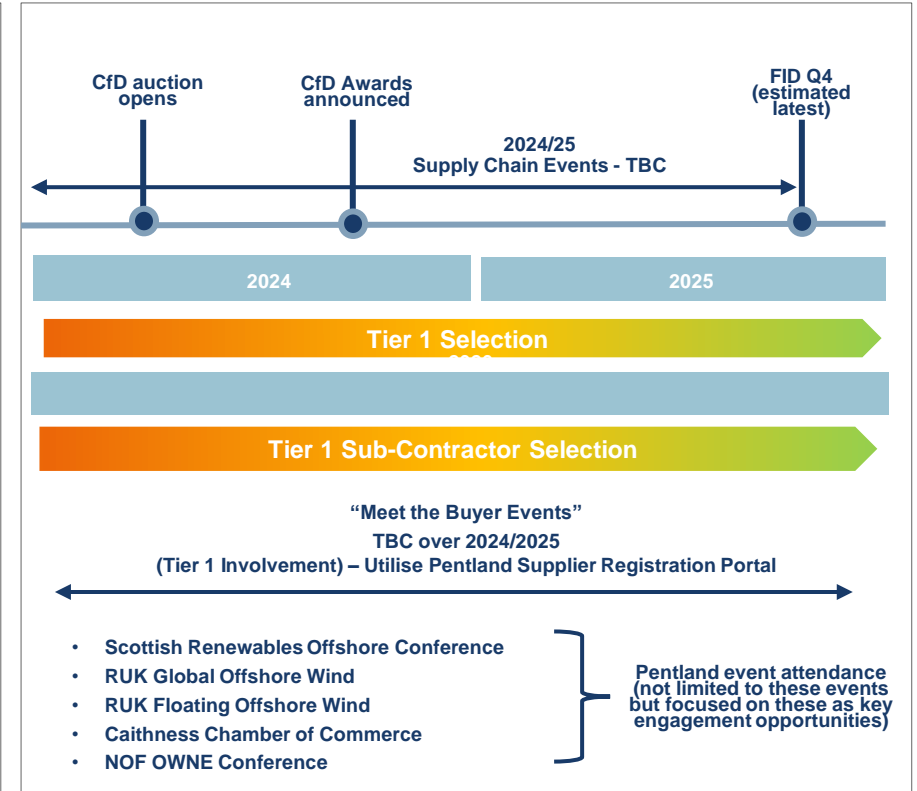 CfD auction
opens
CfD Awards
announced
FID Q4
(estimated
latest)
2024/25
Supply Chain Events - TBC
2024
2025
Tier 1 Selection
Tier 1 Sub-Contractor Selection
“Meet the Buyer Events”
TBC over 2024/2025
(Tier 1 Involvement) – Utilise Pentland Supplier Registration Portal
• Scottish Renewables Offshore Conference
• RUK Global Offshore Wind
• RUK Floating Offshore Wind
• Caithness Chamber of Commerce
• NOF OWNE Conference
Pentland event attendance
(not limited to these events
but focused on these as key
engagement opportunities)